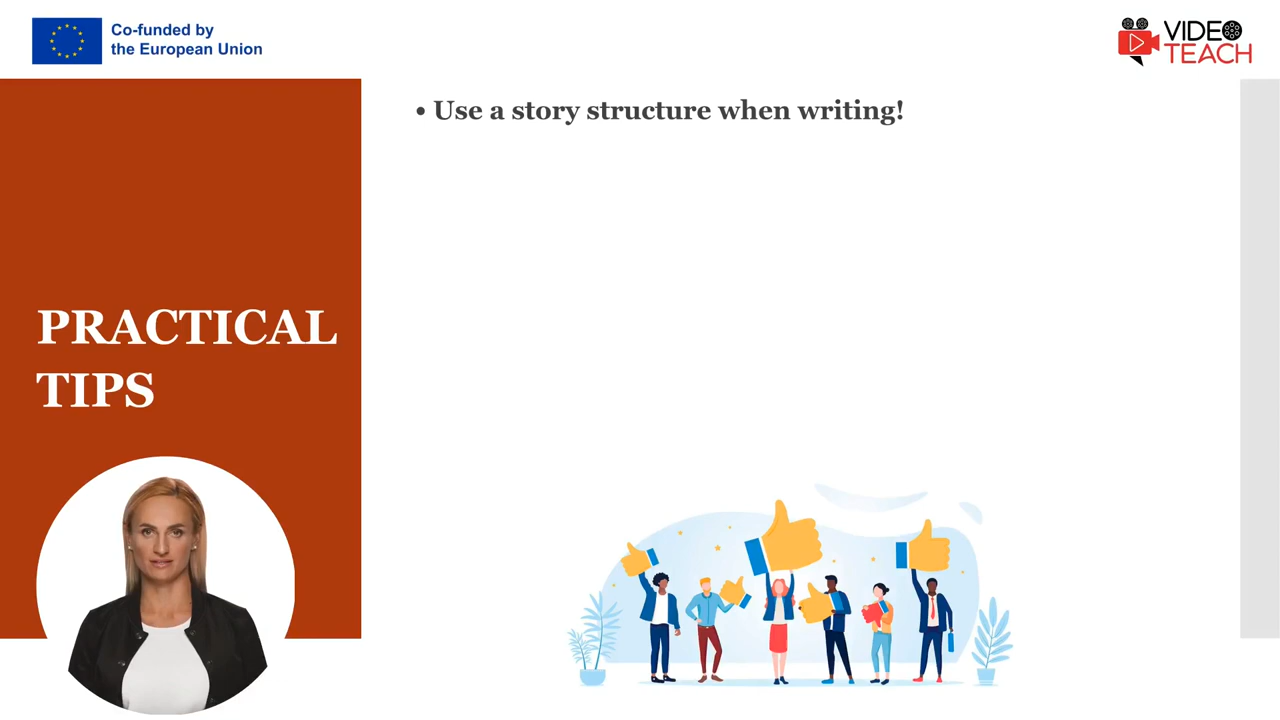 Co-funded by
the European Union
VIDEO
TEACH
• Use a story structure when writing!
PRACTICAL
TIPS